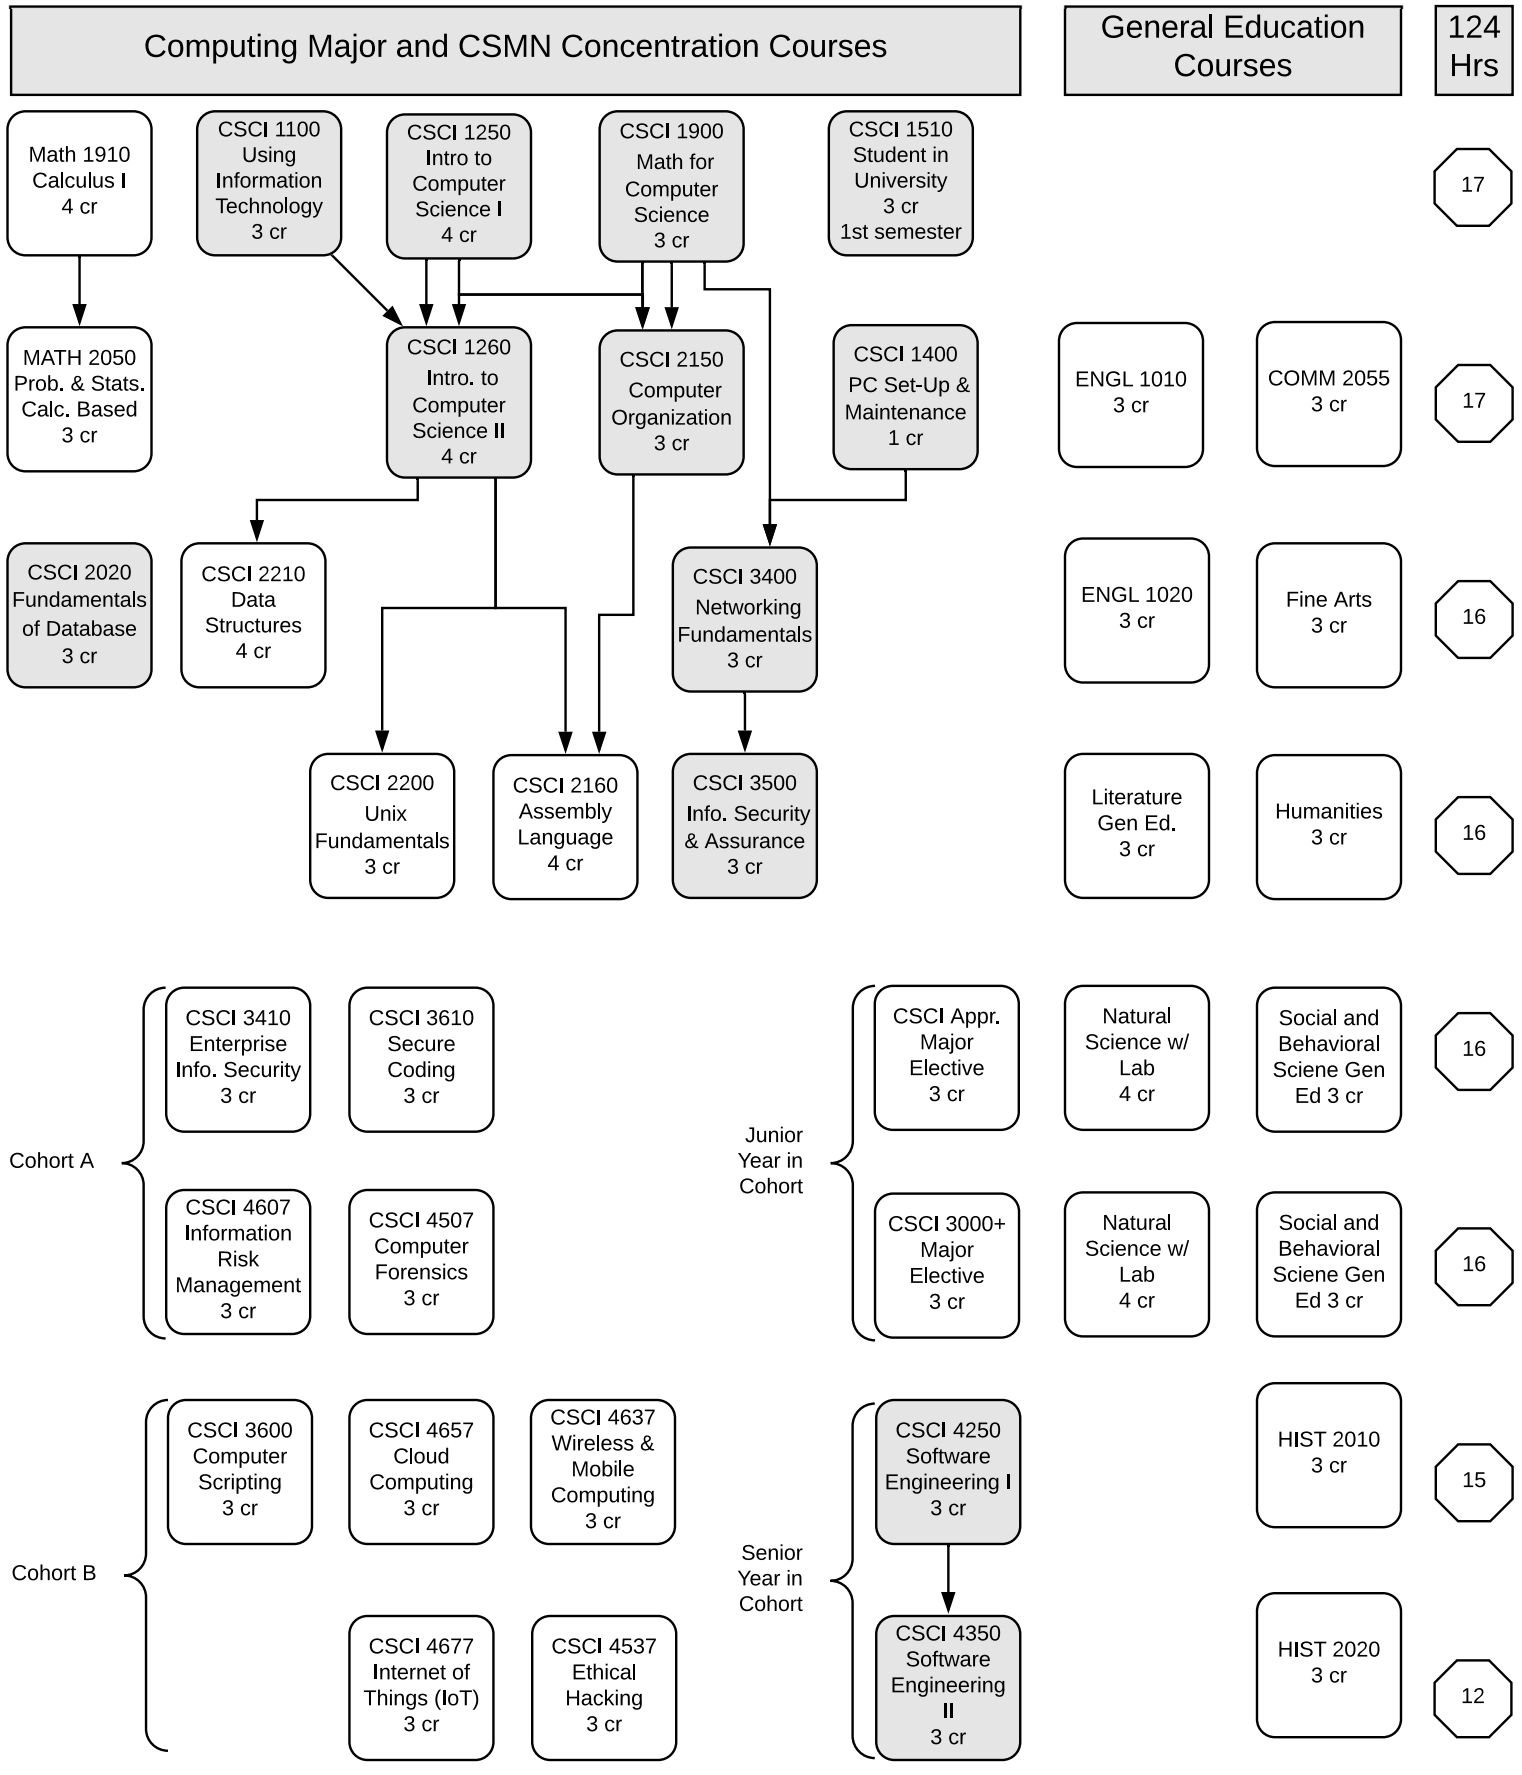 Computing Major and CSMN Concentration Courses
General Education
Courses
124
Hrs
Math 1910
Calculus I
4 cr
CSCI 1100
Using
Information
Technology
3 cr
CSCI 1250
Intro to
Computer
Science I
4 cr
CSCI 1900
Math for
Computer
Science
3 cr
CSCI 1510
Student in
University
3 cr
1st semester
17
MATH 2050
Prob. & Stats.
Calc. Based
3 cr
CSCI 1260
Intro. to
Computer
Science II
4 cr
CSCI 2150
Computer
Organization
3 cr
CSCI 1400
PC Set-Up &
Maintenance
1 cr
ENGL 1010
3 cr
COMM 2055
3 cr
17
CSCI 2020
Fundamentals
of Database
3 cr
CSCI 2210
Data
Structures
4 cr
CSCI 3400
Networking
Fundamentals
3 cr
ENGL 1020
3 cr
Fine Arts
3 cr
16
CSCI 2200
Unix
Fundamentals
3 cr
CSCI 2160
Assembly
Language
4 cr
CSCI 3500
Info. Security
& Assurance
3 cr
Literature
Gen Ed.
3 cr
Humanities
3 cr
16
Cohort A
CSCI 3410
Enterprise
Info. Security
3 cr
CSCI 3610
Secure
Coding
3 cr
Junior
Year in
Cohort
CSCI Appr.
Major
Elective
3 cr
Natural
Science w/
Lab
4 cr
Social and
Behavioral
Sciene Gen
Ed 3 cr
16
CSCI 4607
Information
Risk
Management
3 cr
CSCI 4507
Computer
Forensics
3 cr
CSCI 3000+
Major
Elective
3 cr
Natural
Science w/
Lab
4 cr
Social and
Behavioral
Sciene Gen
Ed 3 cr
16
Cohort B
CSCI 3600
Computer
Scripting
3 cr
CSCI 4657
Cloud
Computing
3 cr
CSCI 4637
Wireless &
Mobile
Computing
3 cr
Senior
Year in
Cohort
CSCI 4250
Software
Engineering I
3 cr
HIST 2010
3 cr
15
CSCI 4677
Internet of
Things (IoT)
3 cr
CSCI 4537
Ethical
Hacking
3 cr
CSCI 4350
Software
Engineering
II
3 cr
HIST 2020
3 cr
12